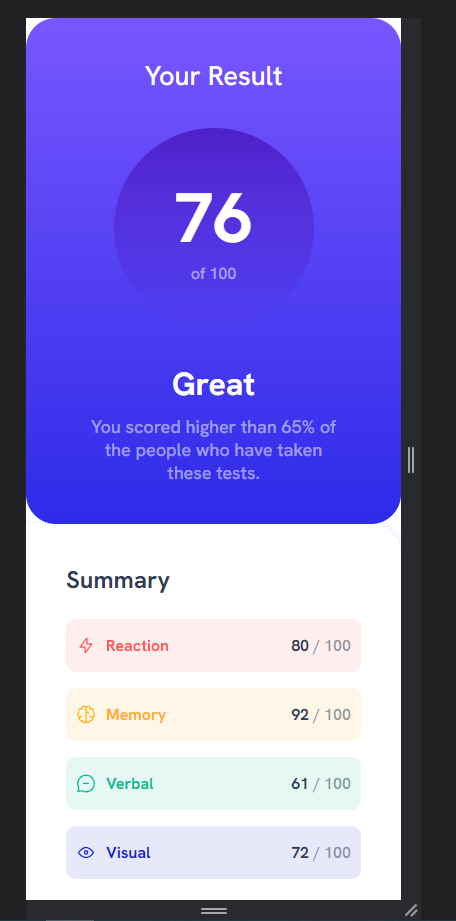 Your Result
76
of 100
Great
You scored higher than 65% of
the people who have taken
these tests.
Summary
Reaction 80 / 100
Memory 92 / 100
Verbal 61 / 100
Visual 72 / 100